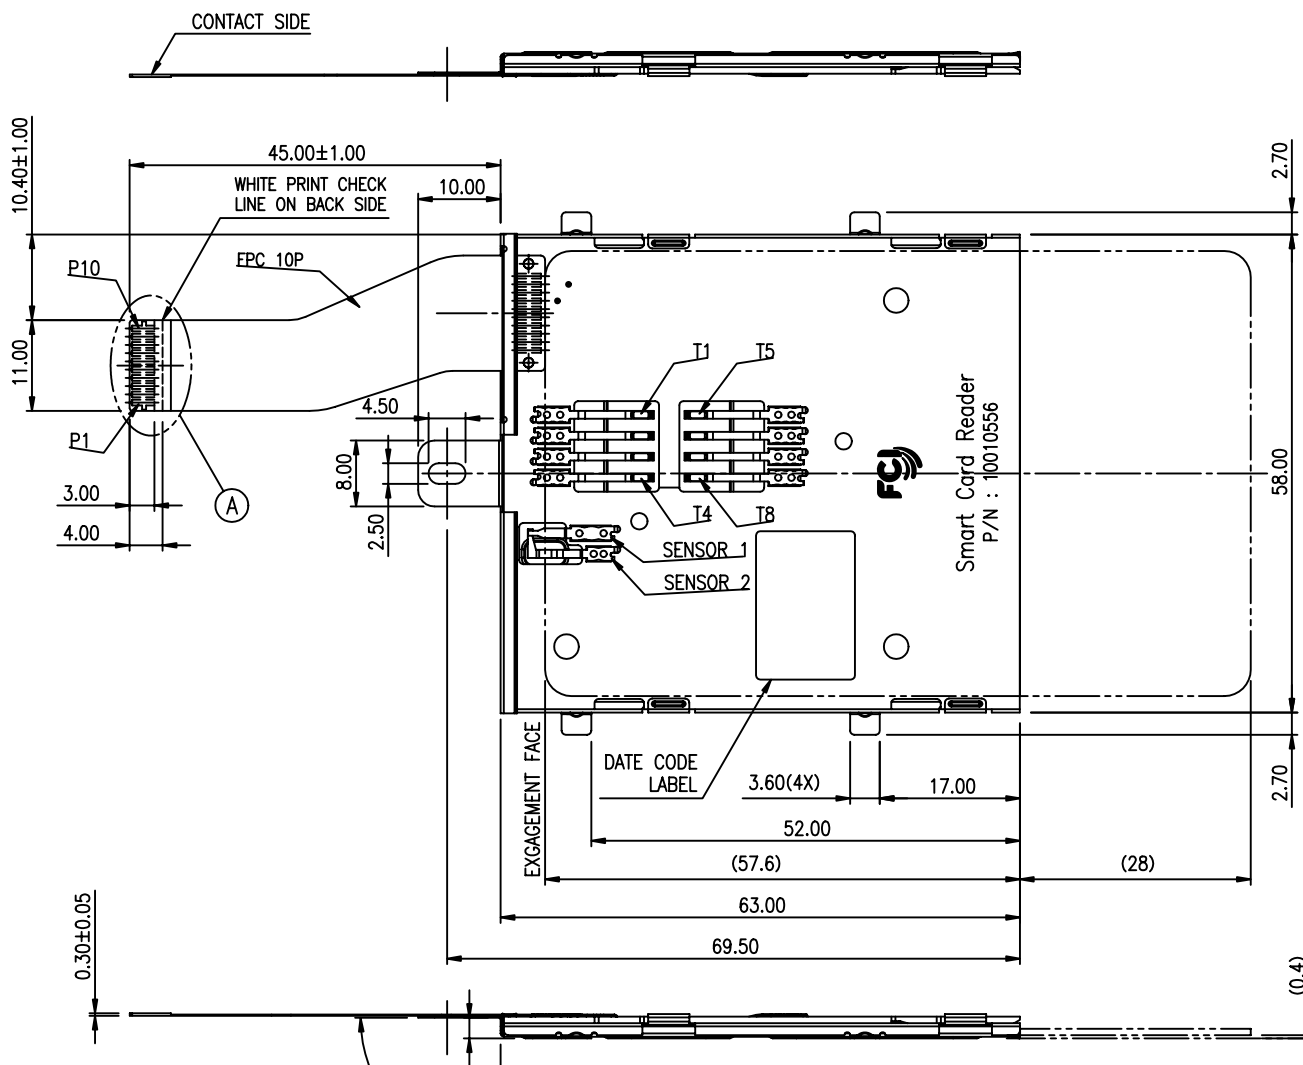 CONTACT SIDE
10.40±1.00
45.00±1.00
2.70
WHITE PRINT CHECK
LINE ON BACK SIDE
10.00
P10
FPC 10P
11.00
T1
T5
4.50
P1
8.00
FCI
Smart Card Reader
P/N : 10010556
58.00
3.00
A
T4
T8
4.00
2.50
SENSOR 1
SENSOR 2
EXGAGEMENT FACE
DATE CODE
LABEL
3.60(4X)
17.00
2.70
52.00
(57.6)
(28)
63.00
0.30±0.05
69.50
(0.4)